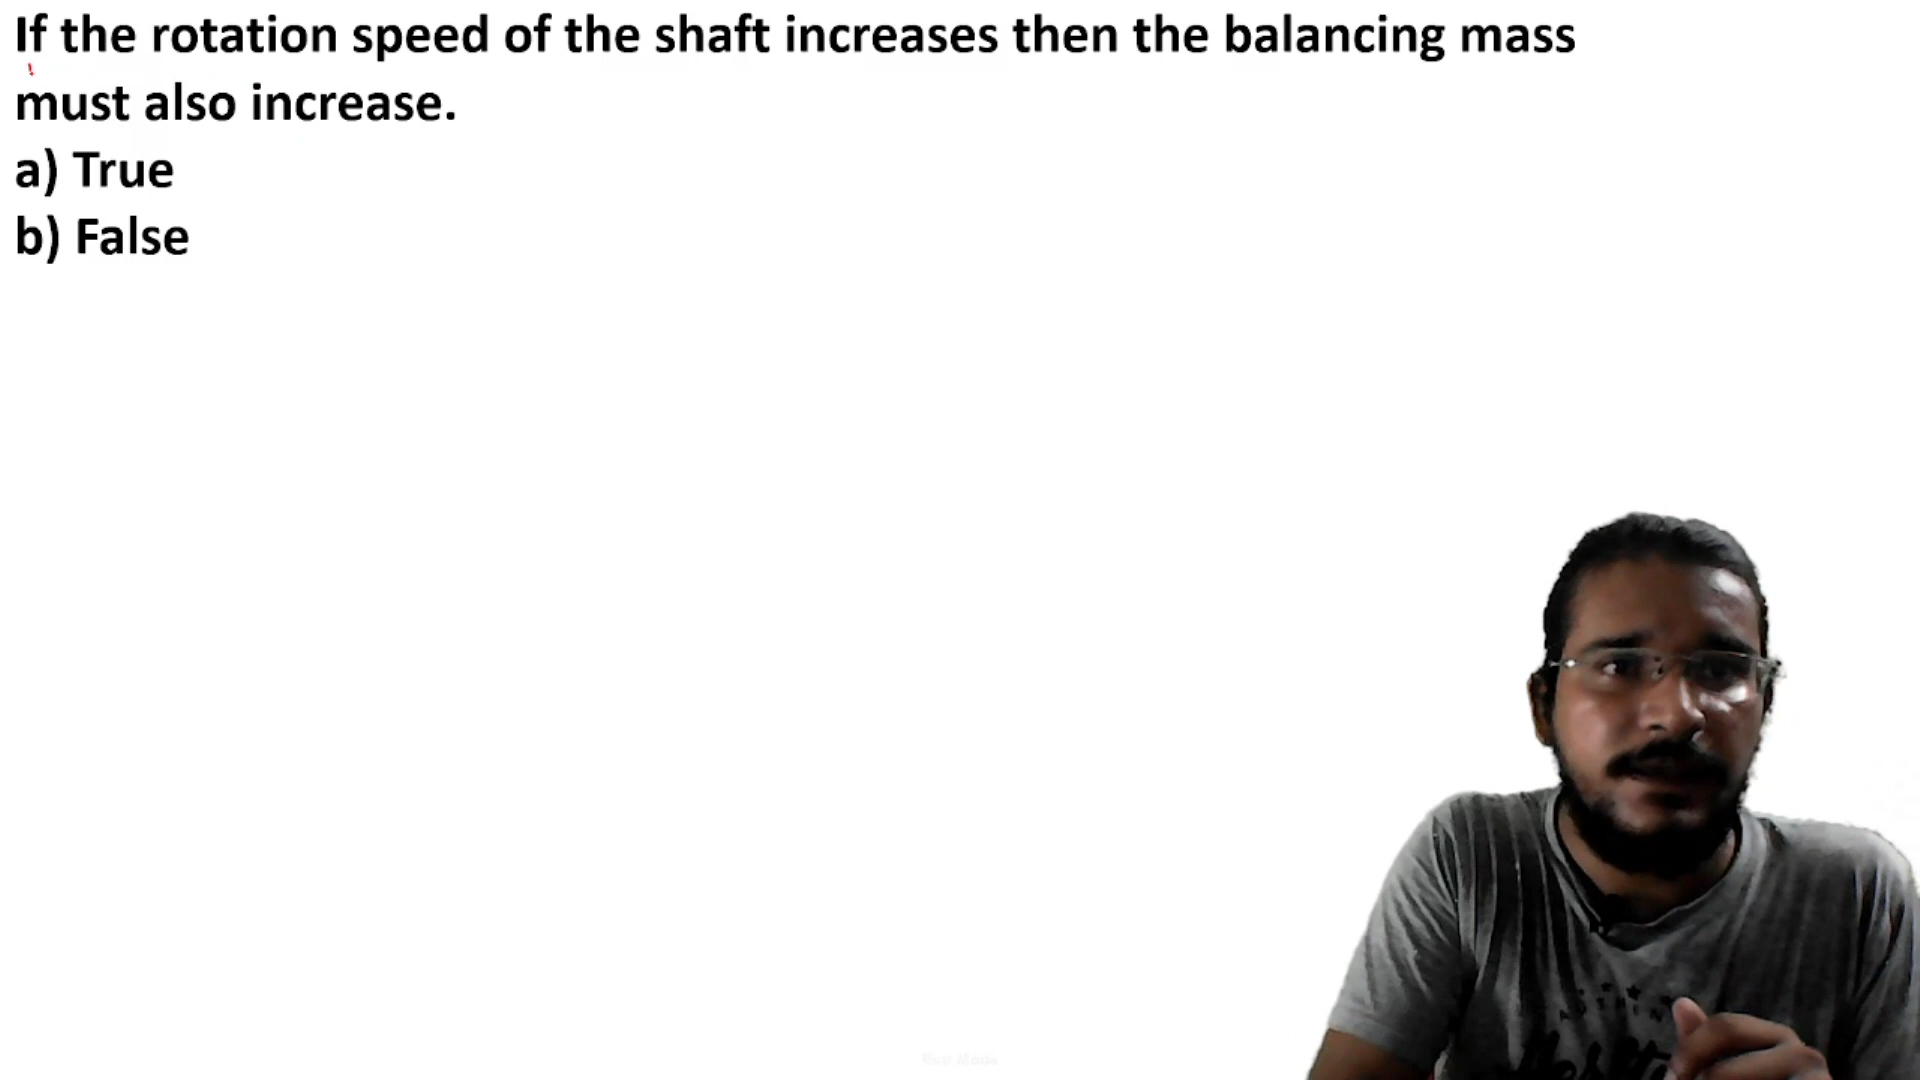 If the rotation speed of the shaft increases then the balancing mass
must also increase.
a) True
b) False